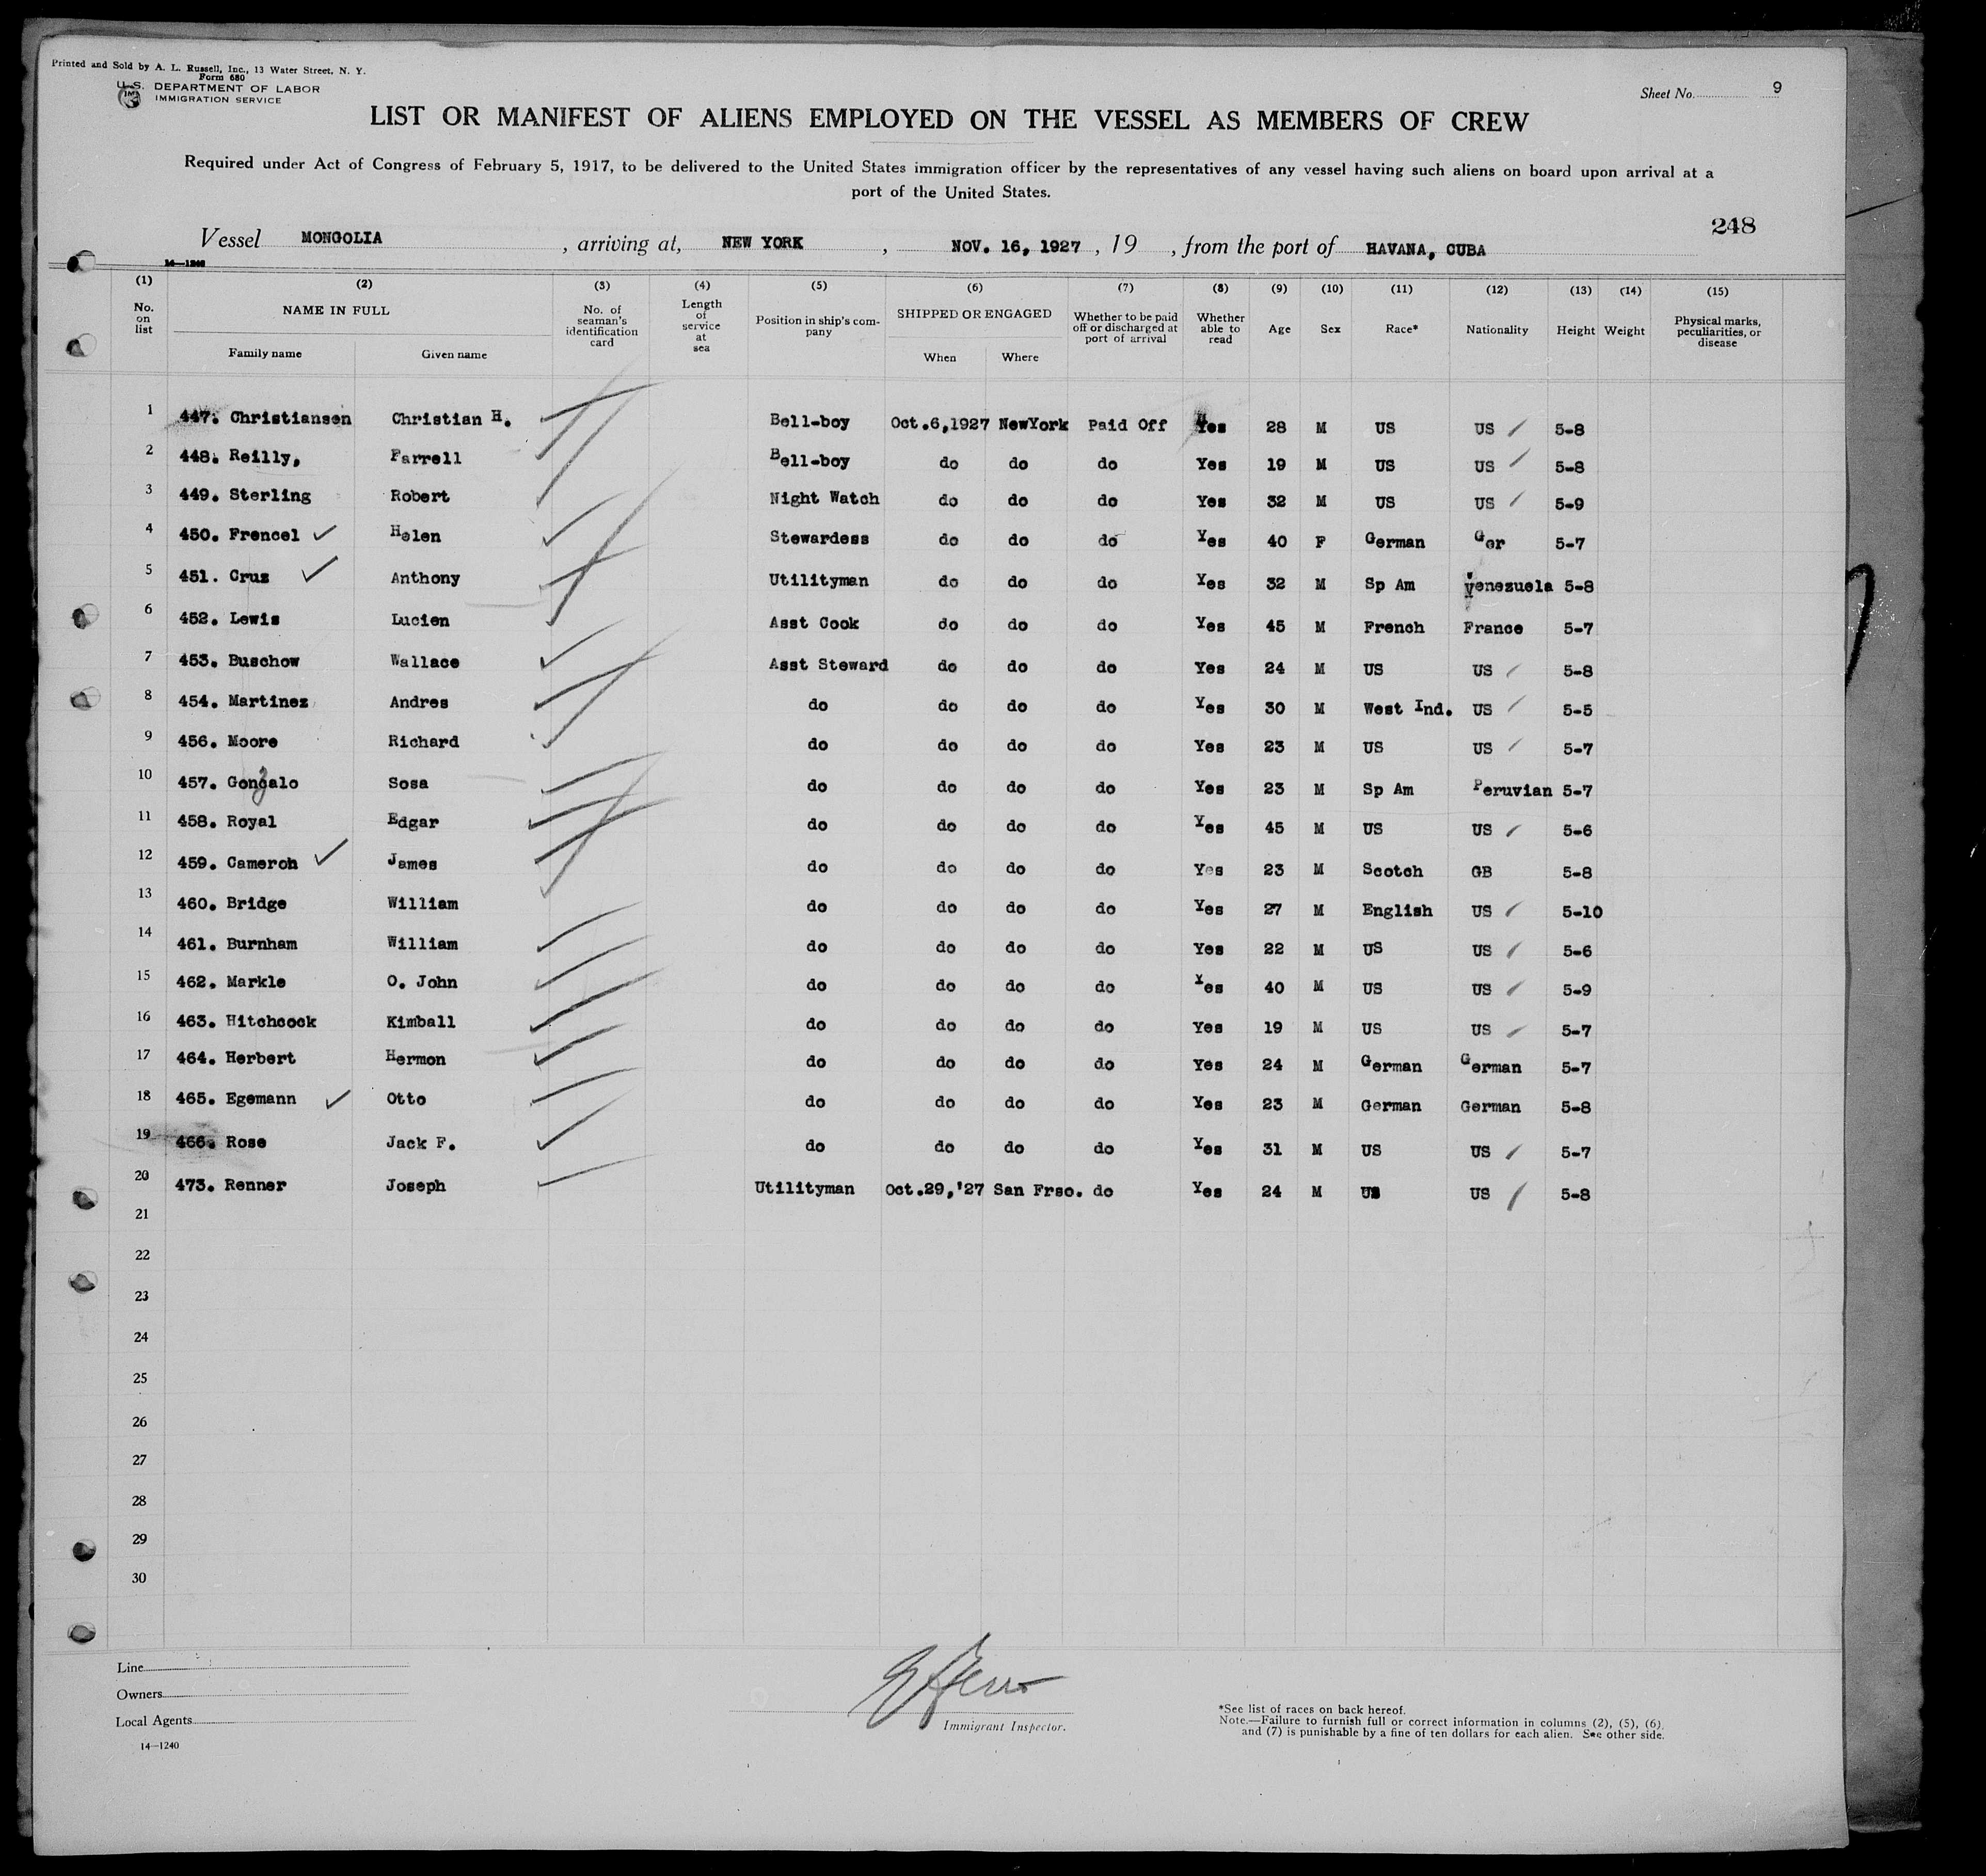 Printed and Sold by A. L. Russell, Inc., 13 Water Street, N. Y.
Form 680
U. S. DEPARTMENT OF LABOR
IMMIGRATION SERVICE
Sheet No. 9
LIST OR MANIFEST OF ALIENS EMPLOYED ON THE VESSEL AS MEMBERS OF CREW
Required under Act of Congress of February 5, 1917, to be delivered to the United States immigration officer by the representatives of any vessel having such aliens on board upon arrival at a
port of the United States.
248
Vessel MONGOLIA, arriving at, NEW YORK, NOV. 16, 1927, 19 , from the port of HAVANA, CUBA
14—1240
(1) (2) (3) (4) (5) (6) (7) (8) (9) (10) (11) (12) (13) (14) (15)
No. on list NAME IN FULL Family name Given name No. of seaman's identification card Length of service at sea Position in ship's company SHIPPED OR ENGAGED When Where Whether to be paid off or discharged at port of arrival Whether able to read Age Sex Race* Nationality Height Weight Physical marks, peculiarities, or disease
1 447. Christiansen Christian H. Bell-boy Oct.6,1927 NewYork Paid Off Yes 28 M US US 5-8
2 448. Reilly, Farrell Bell-boy do do do Yes 19 M US US 5-8
3 449. Sterling Robert Night Watch do do do Yes 32 M US US 5-9
4 450. Frencel Helen Stewardess do do do Yes 40 F German Ger 5-7
5 451. Cruz Anthony Utilityman do do do Yes 32 M Sp Am Venezuela 5-8
6 452. Lewis Lucien Asst Cook do do do Yes 45 M French France 5-7
7 453. Buschow Wallace Asst Steward do do do Yes 24 M US US 5-8
8 454. Martinez Andres do do do do Yes 30 M West Ind. US 5-5
9 456. Moore Richard do do do do Yes 23 M US US 5-7
10 457. Gonzalo Sosa do do do do Yes 23 M Sp Am Peruvian 5-7
11 458. Royal Edgar do do do do Yes 45 M US US 5-6
12 459. Cameron James do do do do Yes 23 M Scotch GB 5-8
13 460. Bridge William do do do do Yes 27 M English US 5-10
14 461. Burnham William do do do do Yes 22 M US US 5-6
15 462. Markle O. John do do do do Yes 40 M US US 5-9
16 463. Hitchcock Kimball do do do do Yes 19 M US US 5-7
17 464. Herbert Hermon do do do do Yes 24 M German German 5-7
18 465. Egemann Otto do do do do Yes 23 M German German 5-8
19 466. Rose Jack F. do do do do Yes 31 M US US 5-7
20 473. Renner Joseph Utilityman Oct.29,'27 San Frsc. do Yes 24 M US US 5-8
21
22
23
24
25
26
27
28
29
30
Line
Owners
Local Agents
14—1240
Immigrant Inspector.
*See list of races on back hereof.
Note.—Failure to furnish full or correct information in columns (2), (5), (6),
and (7) is punishable by a fine of ten dollars for each alien. See other side.